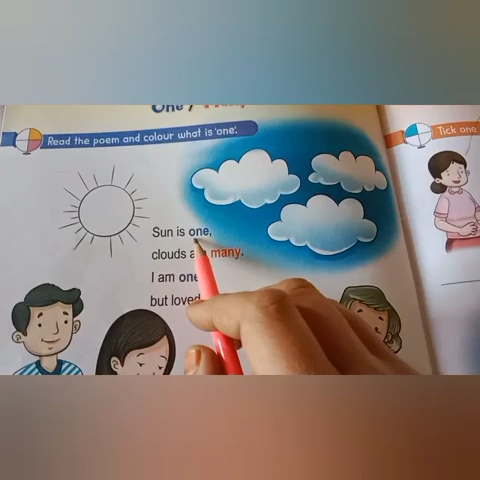 One /
Read the poem and colour what is 'one'.
Tick one
Sun is one,
clouds a many.
I am one
but loved